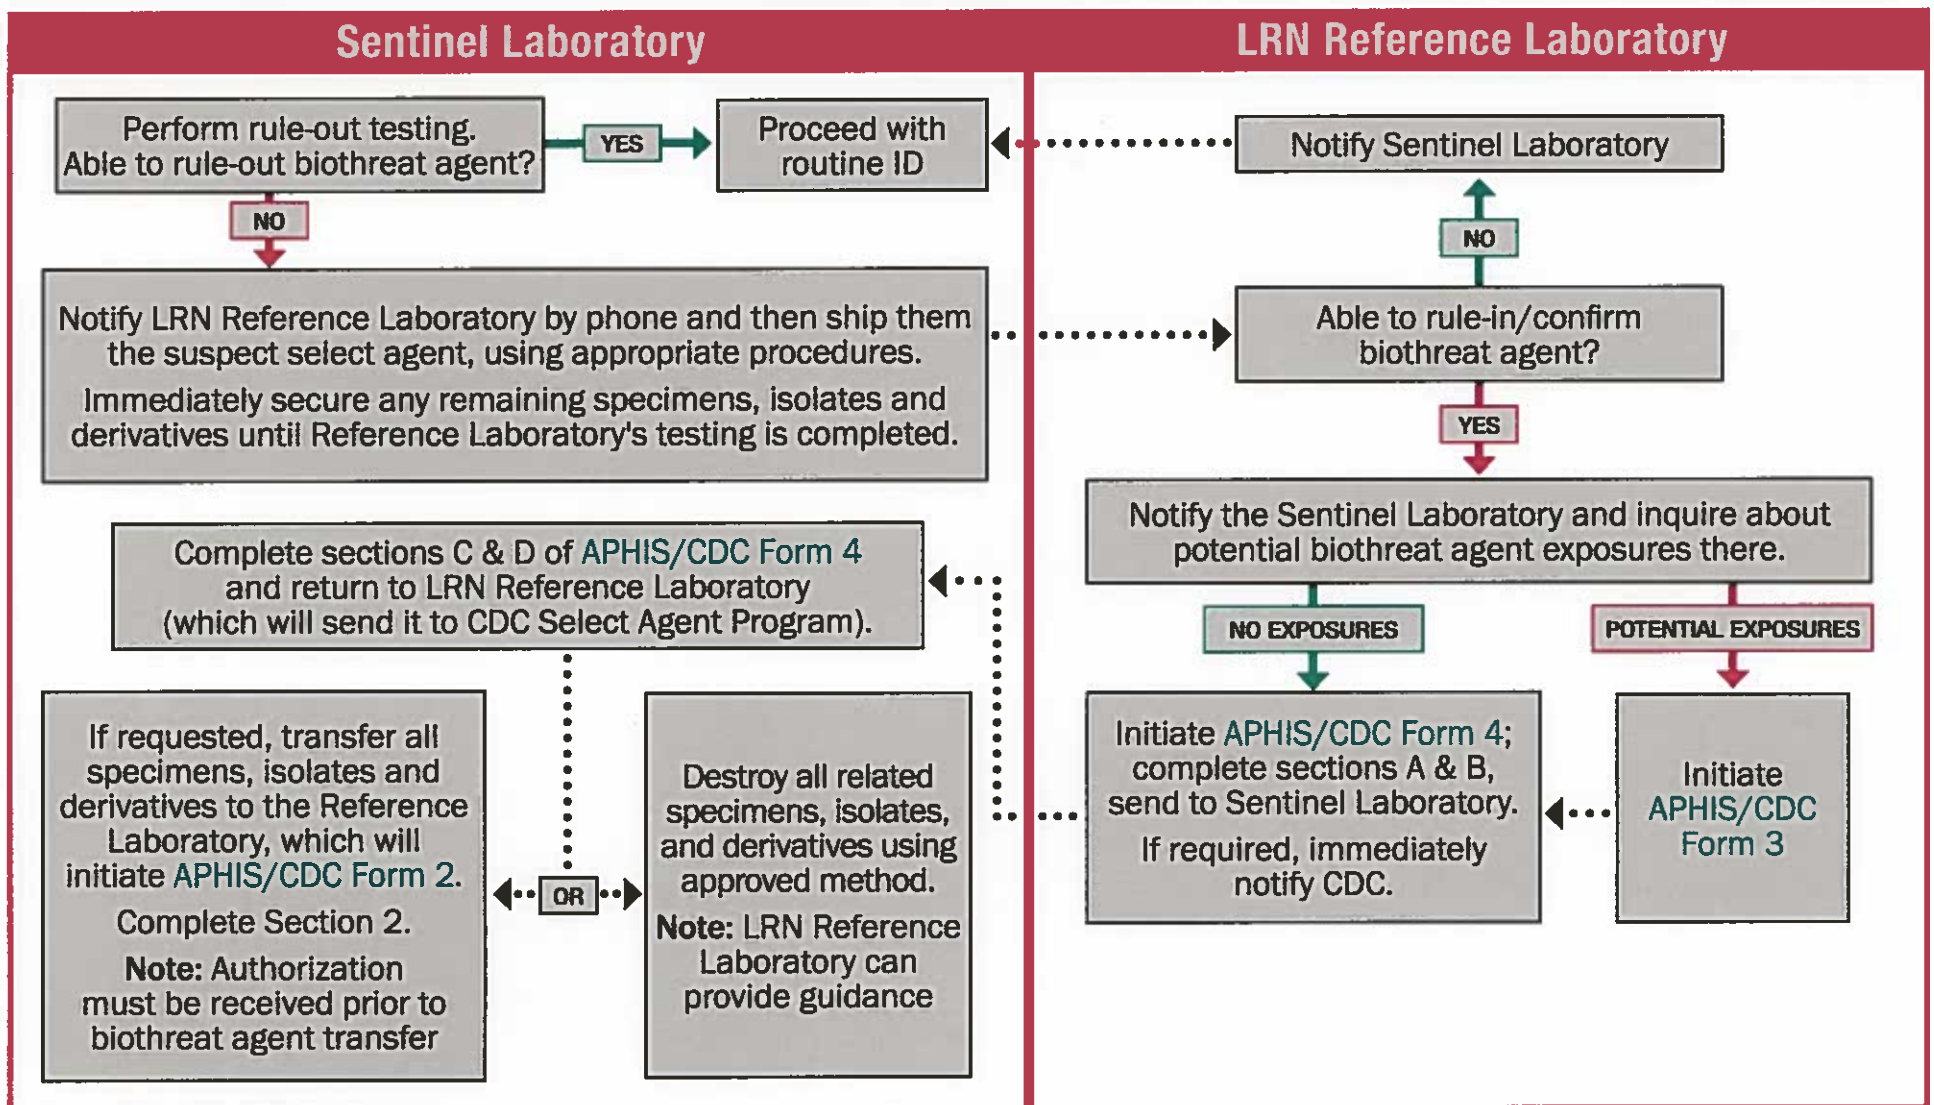 Sentinel Laboratory
Perform rule-out testing.
Able to rule-out biothreat agent?
YES
Proceed with
routine ID
NO
Notify LRN Reference Laboratory by phone and then ship them
the suspect select agent, using appropriate procedures.
Immediately secure any remaining specimens, isolates and
derivatives until Reference Laboratory's testing is completed.
Complete sections C & D of APHIS/CDC Form 4
and return to LRN Reference Laboratory
(which will send it to CDC Select Agent Program).
If requested, transfer all
specimens, isolates and
derivatives to the Reference
Laboratory, which will
initiate APHIS/CDC Form 2.
Complete Section 2.
Note: Authorization
must be received prior to
biothreat agent transfer
OR
Destroy all related
specimens, isolates,
and derivatives using
approved method.
Note: LRN Reference
Laboratory can
provide guidance
LRN Reference Laboratory
Notify Sentinel Laboratory
NO
Able to rule-in/confirm
biothreat agent?
YES
Notify the Sentinel Laboratory and inquire about
potential biothreat agent exposures there.
NO EXPOSURES
POTENTIAL EXPOSURES
Initiate APHIS/CDC Form 4;
complete sections A & B,
send to Sentinel Laboratory.
If required, immediately
notify CDC.
Initiate
APHIS/CDC
Form 3